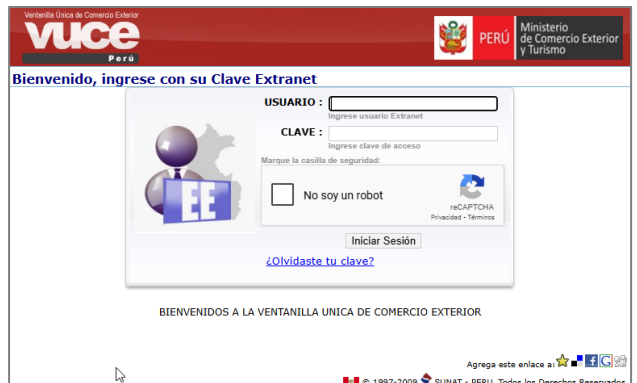 Ventanilla Única de Comercio Exterior
vuce
Perú
PERÚ
Ministerio
de Comercio Exterior
y Turismo
Bienvenido, ingrese con su Clave Extranet
USUARIO :
Ingrese usuario Extranet
CLAVE :
Ingrese clave de acceso
Marque la casilla de seguridad:
No soy un robot
reCAPTCHA
Privacidad - Términos
EE
Iniciar Sesión
¿Olvidaste tu clave?
BIENVENIDOS A LA VENTANILLA UNICA DE COMERCIO EXTERIOR
Agrega este enlace a:
© 1997-2009 SUNAT - PERU. Todos los Derechos Reservados